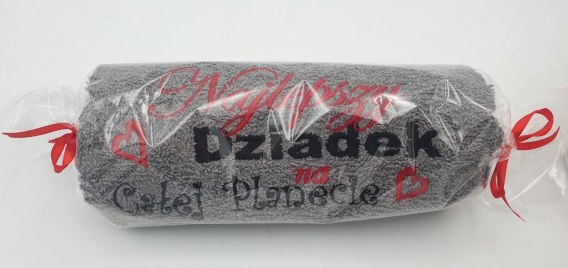 Najlepszy
Dziadek
na
Całej Planecie